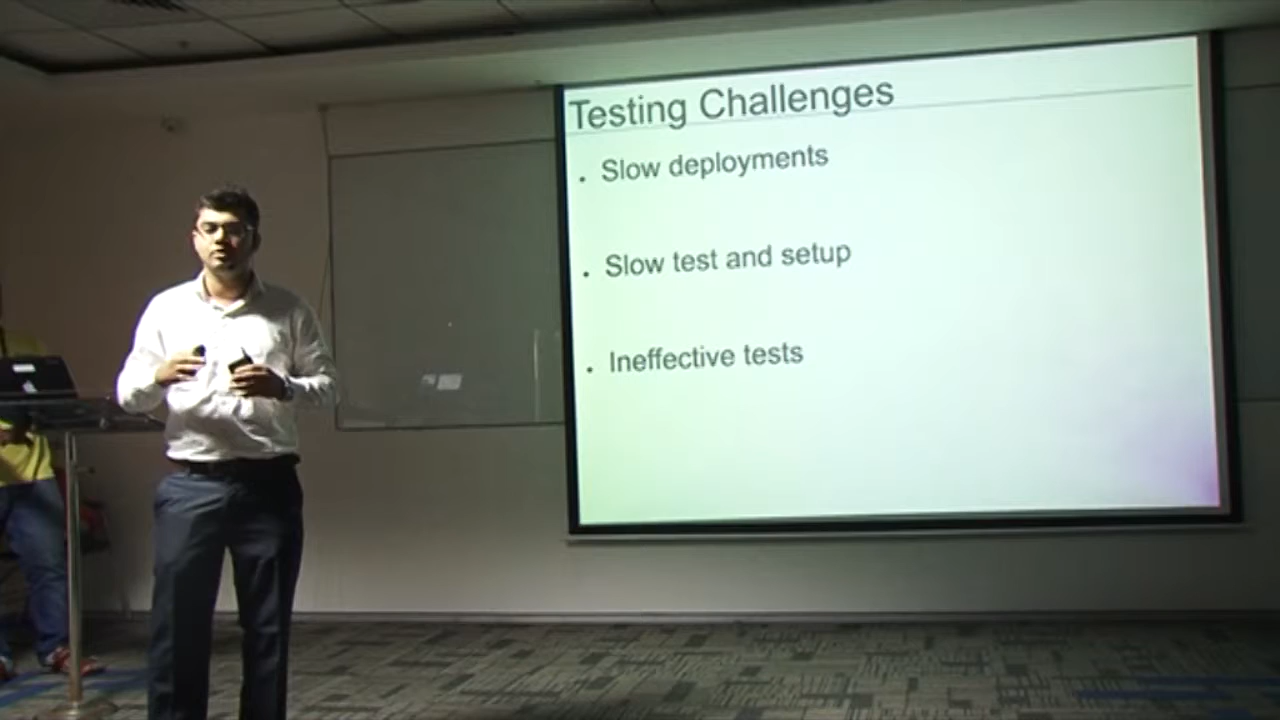 Testing Challenges
. Slow deployments
. Slow test and setup
. Ineffective tests